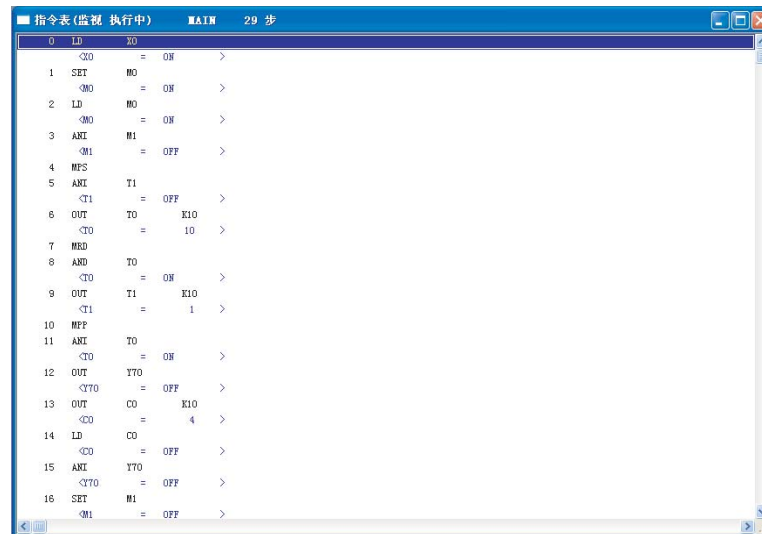 指令表(监视 执行中) MAIN 29 步
0 LD X0
<X0 = ON >
1 SET M0
<M0 = ON >
2 LD M0
<M0 = ON >
3 ANI M1
<M1 = OFF >
4 MPS
5 ANI T1
<T1 = OFF >
6 OUT T0 K10
<T0 = 10 >
7 MRD
8 AND T0
<T0 = ON >
9 OUT T1 K10
<T1 = 1 >
10 MPP
11 ANI T0
<T0 = ON >
12 OUT Y70
<Y70 = OFF >
13 OUT C0 K10
<C0 = 4 >
14 LD C0
<C0 = OFF >
15 ANI Y70
<Y70 = OFF >
16 SET M1
<M1 = OFF >